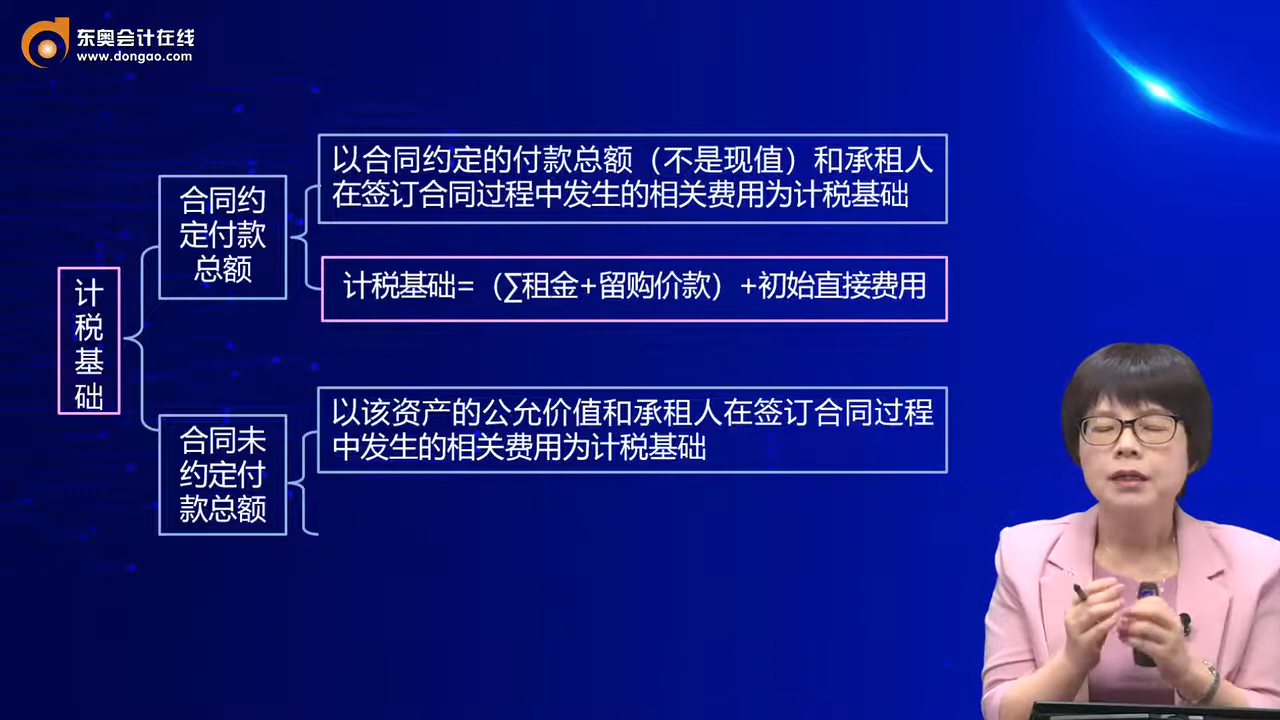 东奥会计在线
www.dongao.com
以合同约定的付款总额（不是现值）和承租人
在签订合同过程中发生的相关费用为计税基础
合同约
定付款
总额
计税基础=（∑租金+留购价款）+初始直接费用
计
税
基
础
以该资产的公允价值和承租人在签订合同过程
中发生的相关费用为计税基础
合同未
约定付
款总额